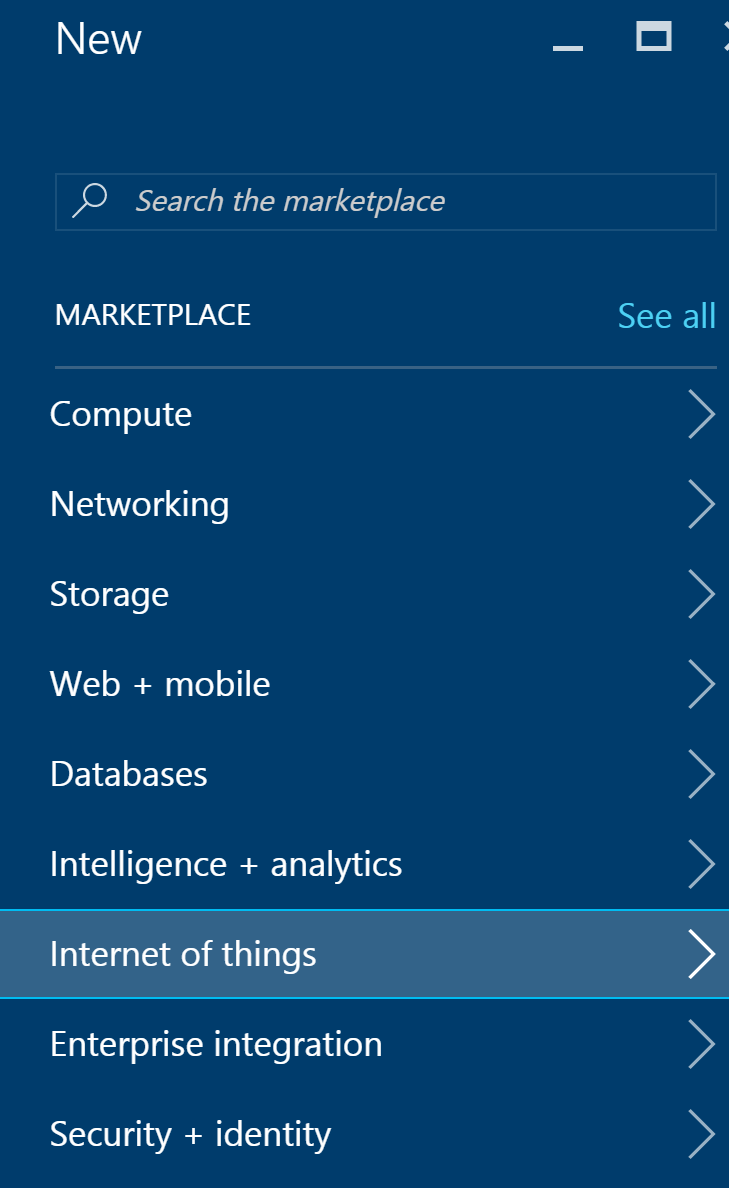 New
Search the marketplace
MARKETPLACE See all
Compute
Networking
Storage
Web + mobile
Databases
Intelligence + analytics
Internet of things
Enterprise integration
Security + identity